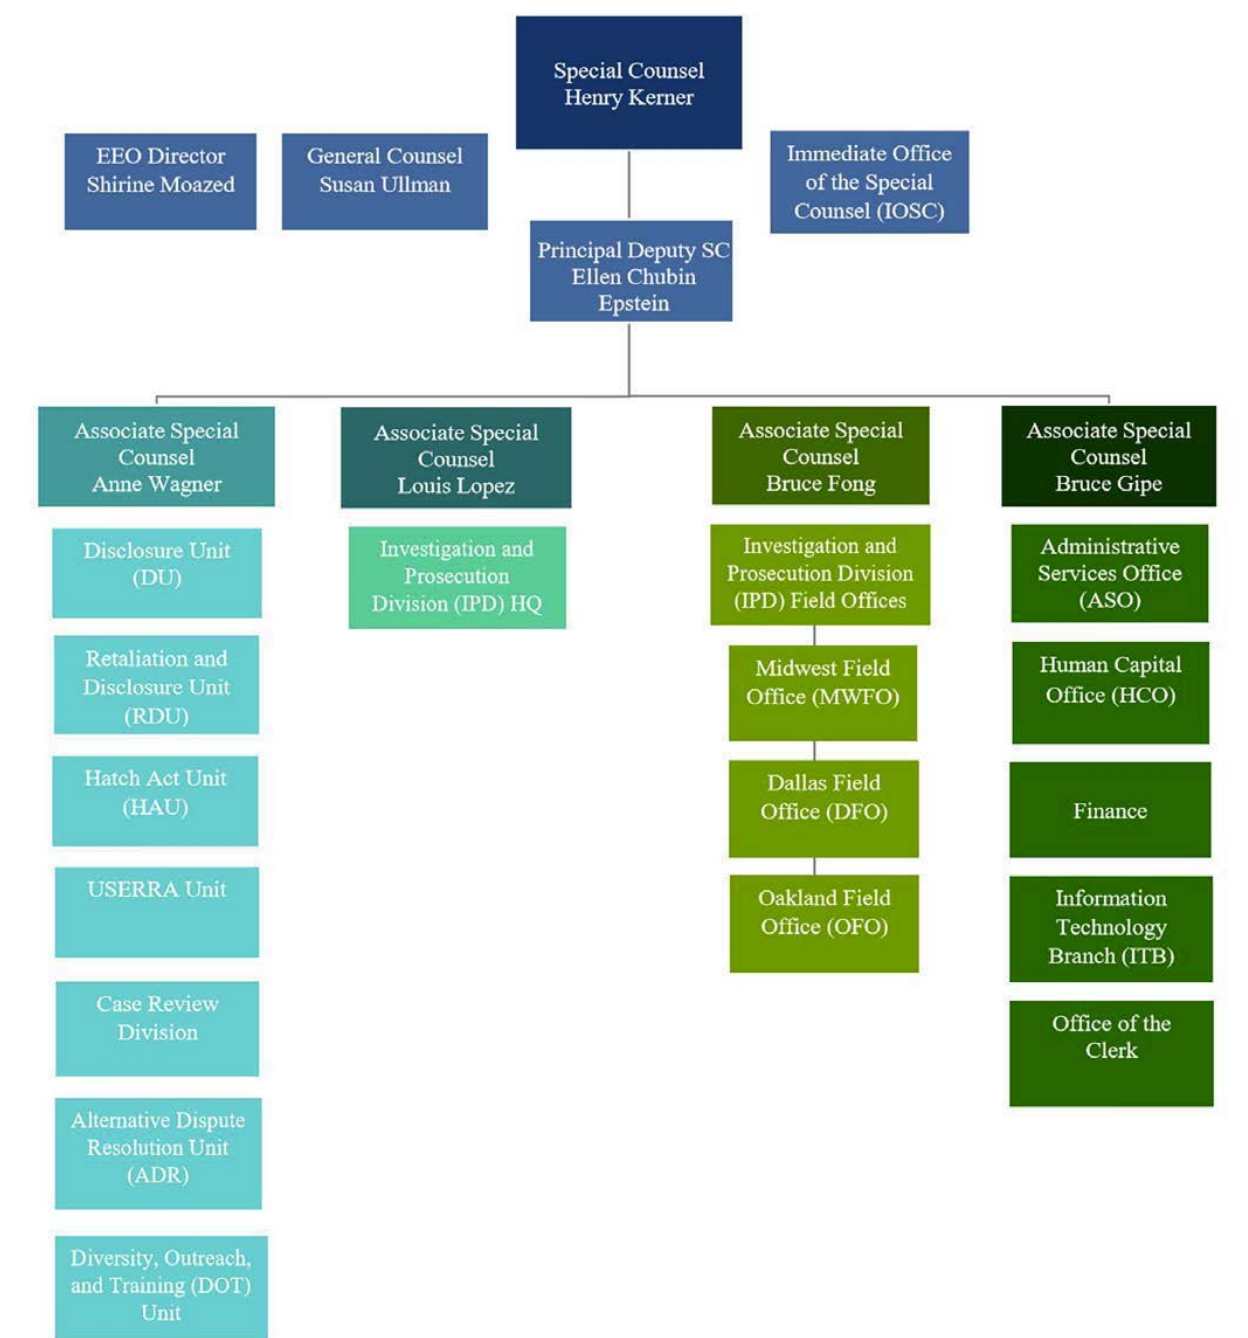 Special Counsel
Henry Kerner
EEO Director
Shirine Moazed
General Counsel
Susan Ullman
Immediate Office
of the Special
Counsel (IOSC)
Principal Deputy SC
Ellen Chubin
Epstein
Associate Special
Counsel
Anne Wagner
Disclosure Unit
(DU)
Retaliation and
Disclosure Unit
(RDU)
Hatch Act Unit
(HAU)
USERRA Unit
Case Review
Division
Alternative Dispute
Resolution Unit
(ADR)
Diversity, Outreach,
and Training (DOT)
Unit
Associate Special
Counsel
Louis Lopez
Investigation and
Prosecution
Division (IPD) HQ
Associate Special
Counsel
Bruce Fong
Investigation and
Prosecution Division
(IPD) Field Offices
Midwest Field
Office (MWFO)
Dallas Field
Office (DFO)
Oakland Field
Office (OFO)
Associate Special
Counsel
Bruce Gipe
Administrative
Services Office
(ASO)
Human Capital
Office (HCO)
Finance
Information
Technology
Branch (ITB)
Office of the
Clerk